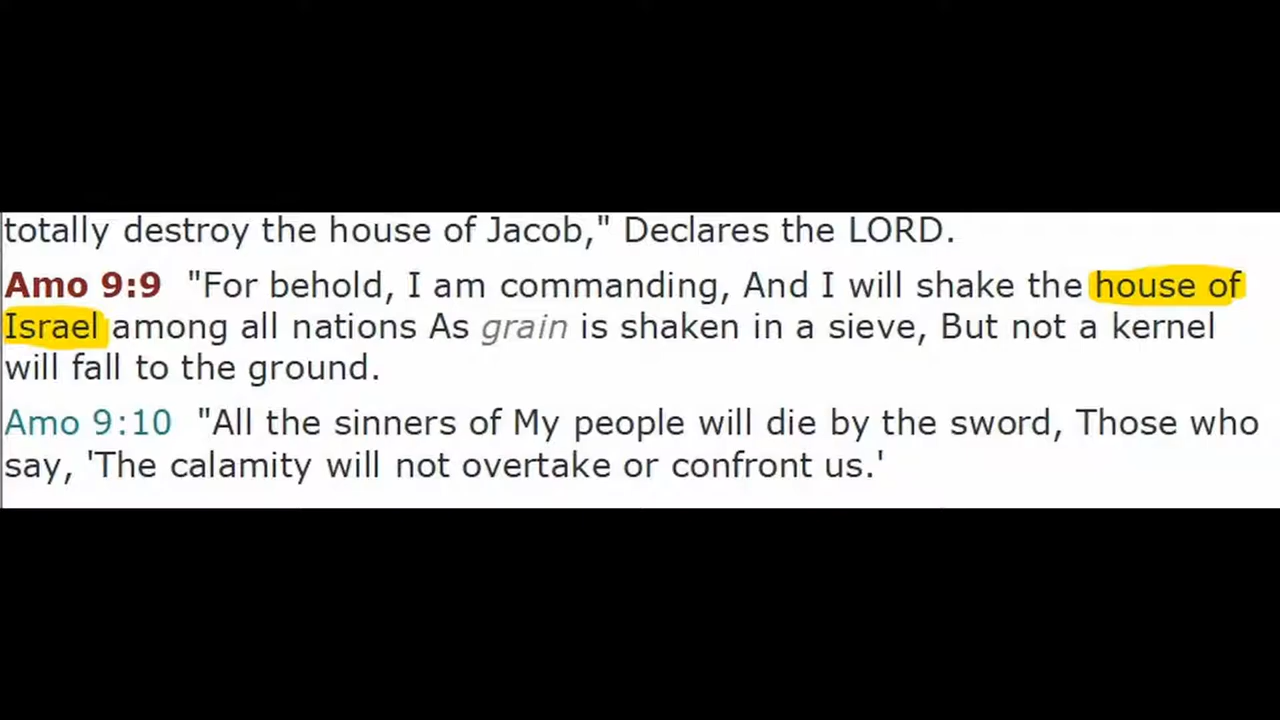 totally destroy the house of Jacob," Declares the LORD.
Amo 9:9 "For behold, I am commanding, And I will shake the house of
Israel among all nations As grain is shaken in a sieve, But not a kernel
will fall to the ground.
Amo 9:10 "All the sinners of My people will die by the sword, Those who
say, 'The calamity will not overtake or confront us.'